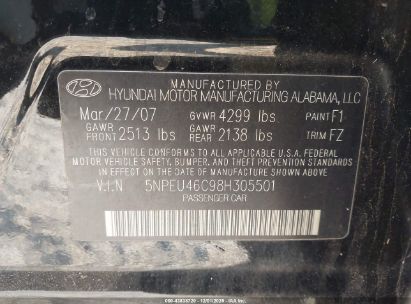 HYUNDAI MOTOR MANUFACTURING ALABAMA, LLC
Mar/27/07 GVWR 4299 lbs PAINT F1
GAWR FRONT 2513 lbs GAWR REAR 2138 lbs TRIM FZ
THIS VEHICLE CONFORMS TO ALL APPLICABLE U.S. FEDERAL
MOTOR VEHICLE SAFETY, BUMPER, AND THEFT PREVENTION STANDARDS
IN EFFECT ON THE DATE OF MANUFACTURE SHOWN ABOVE.
V.I.N 5NPEU46C98H305501
PASSENGER CAR